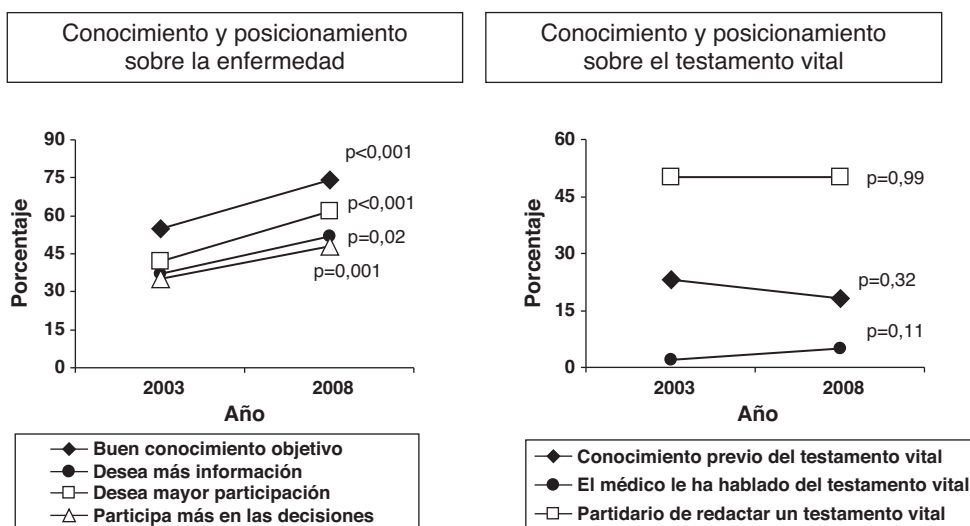 Conocimiento y posicionamiento
sobre la enfermedad
90
75
60
45
30
15
0
Porcentaje
p<0,001
p<0,001
p=0,02
p=0,001
2003
2008
Año
Buen conocimiento objetivo
Desea más información
Desea mayor participación
Participa más en las decisiones
Conocimiento y posicionamiento
sobre el testamento vital
60
45
30
15
0
Porcentaje
p=0,99
p=0,32
p=0,11
2003
2008
Año
Conocimiento previo del testamento vital
El médico le ha hablado del testamento vital
Partidario de redactar un testamento vital